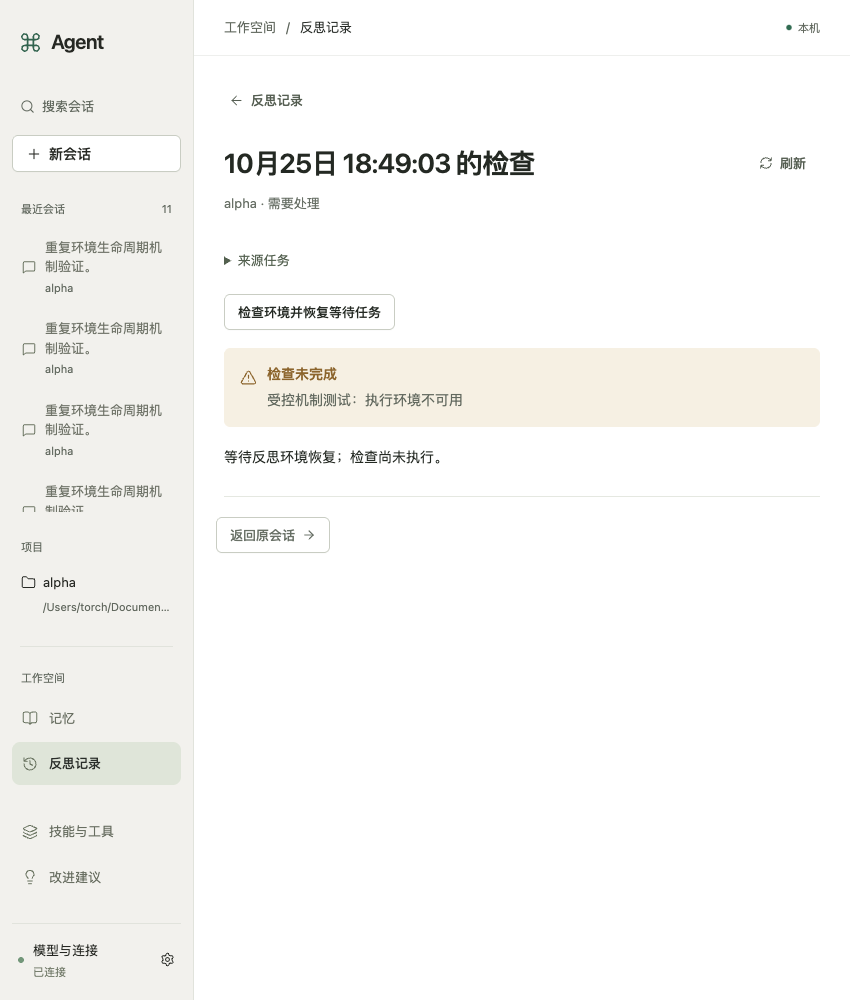 Agent
搜索会话
新会话
最近会话 11
重复环境生命周期机
制验证。
alpha
重复环境生命周期机
制验证。
alpha
重复环境生命周期机
制验证。
alpha
重复环境生命周期机
制验证
项目
alpha
/Users/torch/Documen...
工作空间
记忆
反思记录
技能与工具
改进建议
模型与连接
已连接
工作空间 / 反思记录
本机
反思记录
10月25日 18:49:03 的检查
刷新
alpha · 需要处理
来源任务
检查环境并恢复等待任务
检查未完成
受控机制测试：执行环境不可用
等待反思环境恢复；检查尚未执行。
返回原会话